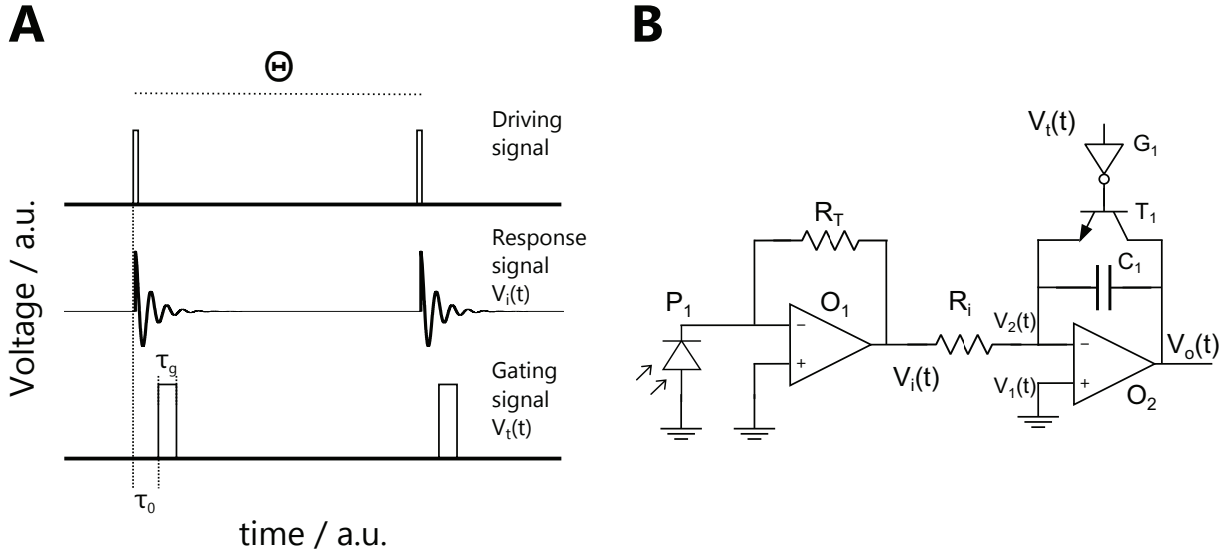 A
Θ
Driving
signal
Response
signal
Vi(t)
τg
Gating
signal
Vt(t)
τ0
Voltage / a.u.
time / a.u.
B
Vt(t)
G1
T1
RT
C1
P1
O1
Ri
V2(t)
−
−
Vo(t)
Vi(t)
V1(t)
+
+
O2